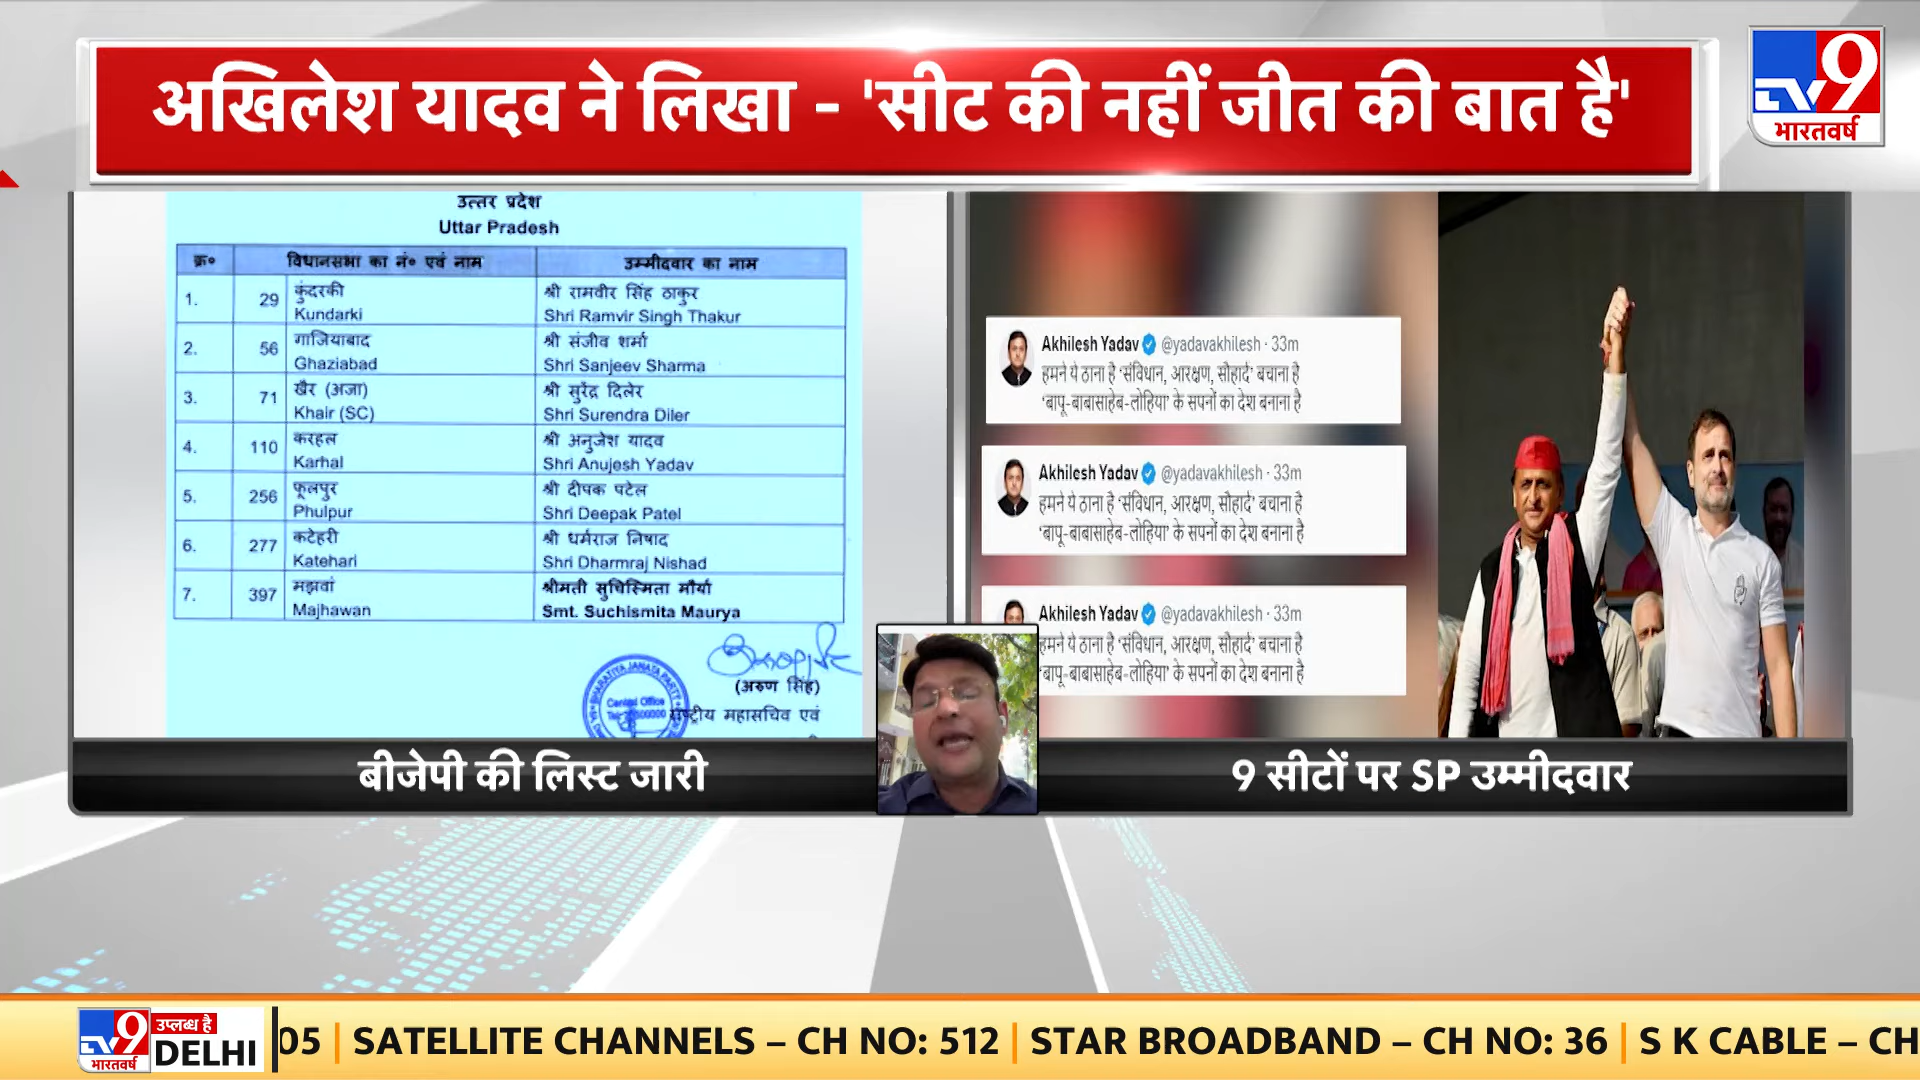 अखिलेश यादव ने लिखा - 'सीट की नहीं जीत की बात है'
TV9
भारतवर्ष
उत्तर प्रदेश
Uttar Pradesh
क्र० विधानसभा का नं० एवं नाम उम्मीदवार का नाम
1. 29 कुंदरकी श्री रामवीर सिंह ठाकुर
Kundarki Shri Ramvir Singh Thakur
2. 56 गाजियाबाद श्री संजीव शर्मा
Ghaziabad Shri Sanjeev Sharma
3. 71 खैर (अजा) श्री सुरेंद्र दिलेर
Khair (SC) Shri Surendra Diler
4. 110 करहल श्री अनुजेश यादव
Karhal Shri Anujesh Yadav
5. 256 फूलपुर श्री दीपक पटेल
Phulpur Shri Deepak Patel
6. 277 कटेहरी श्री धर्मराज निषाद
Katehari Shri Dharmraj Nishad
7. 397 मझवां श्रीमती सुचिस्मिता मौर्या
Majhawan Smt. Suchismita Maurya
BHARATIYA JANATA PARTY
Central Office
(अरुण सिंह)
राष्ट्रीय महासचिव एवं
Akhilesh Yadav @yadavakhilesh · 33m
हमने ये ठाना है 'संविधान, आरक्षण, सौहार्द' बचाना है
'बापू-बाबासाहेब-लोहिया' के सपनों का देश बनाना है
Akhilesh Yadav @yadavakhilesh · 33m
हमने ये ठाना है 'संविधान, आरक्षण, सौहार्द' बचाना है
'बापू-बाबासाहेब-लोहिया' के सपनों का देश बनाना है
Akhilesh Yadav @yadavakhilesh · 33m
हमने ये ठाना है 'संविधान, आरक्षण, सौहार्द' बचाना है
'बापू-बाबासाहेब-लोहिया' के सपनों का देश बनाना है
बीजेपी की लिस्ट जारी
9 सीटों पर SP उम्मीदवार
TV9 भारतवर्ष उपलब्ध है DELHI
05 | SATELLITE CHANNELS – CH NO: 512 | STAR BROADBAND – CH NO: 36 | S K CABLE – CH